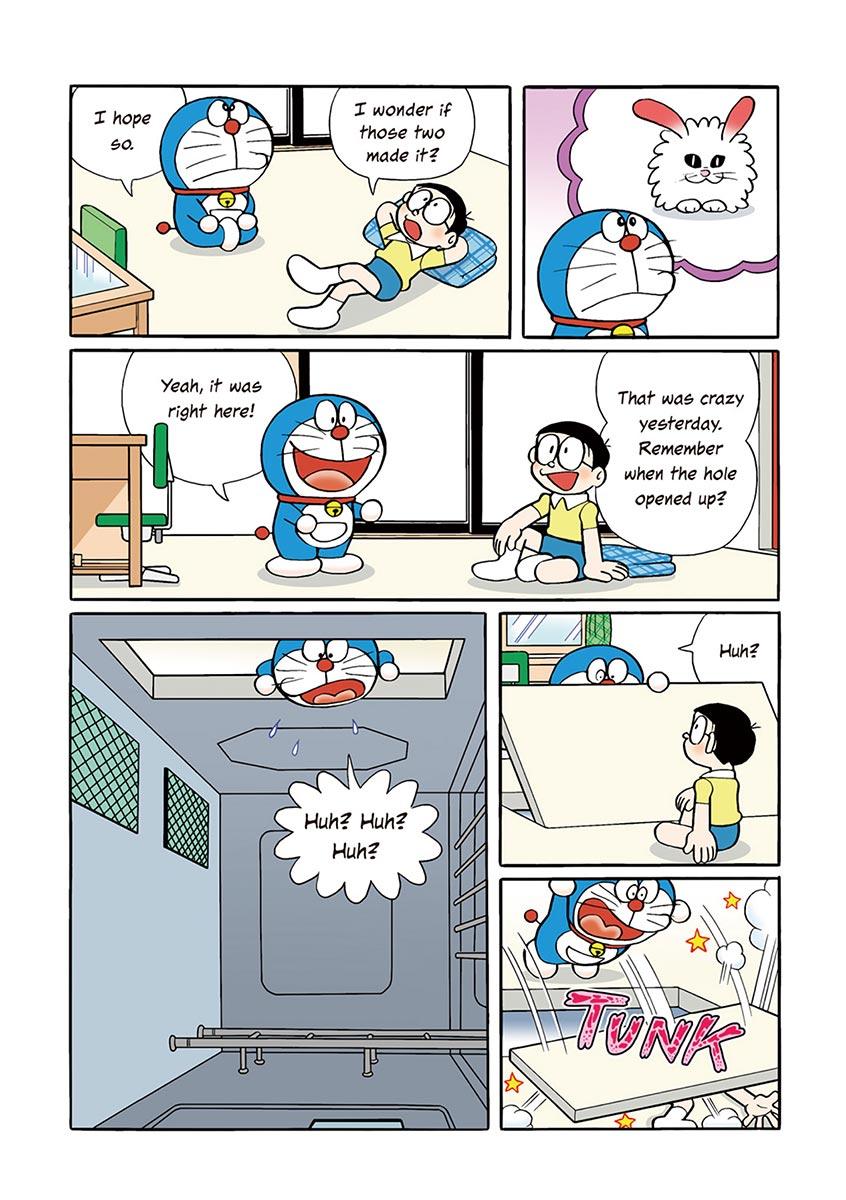 I wonder if
those two
made it?
I hope
so.
That was crazy
yesterday.
Remember
when the hole
opened up?
Yeah, it was
right here!
Huh?
TUNK
Huh? Huh?
Huh?